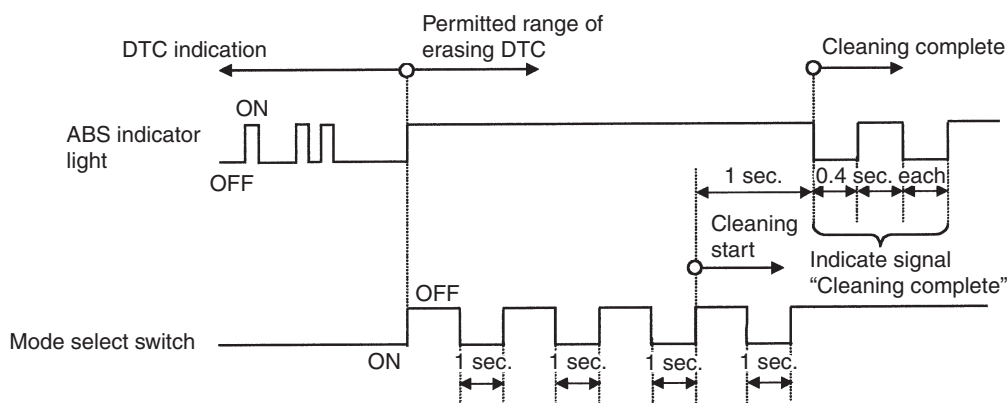 DTC indication
Permitted range of
erasing DTC
Cleaning complete
ON
ABS indicator
light
OFF
1 sec.
0.4 sec. each
Cleaning
start
Indicate signal
“Cleaning complete”
OFF
Mode select switch
ON
1 sec.
1 sec.
1 sec.
1 sec.